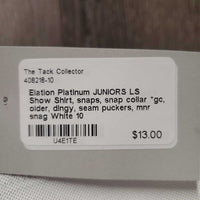 The Tack Collector
408218-10
Elation Platinum JUNIORS LS
Show Shirt, snaps, snap collar *gc,
older, dingy, seam puckers, mnr
snag White 10
$13.00
U4E1TE